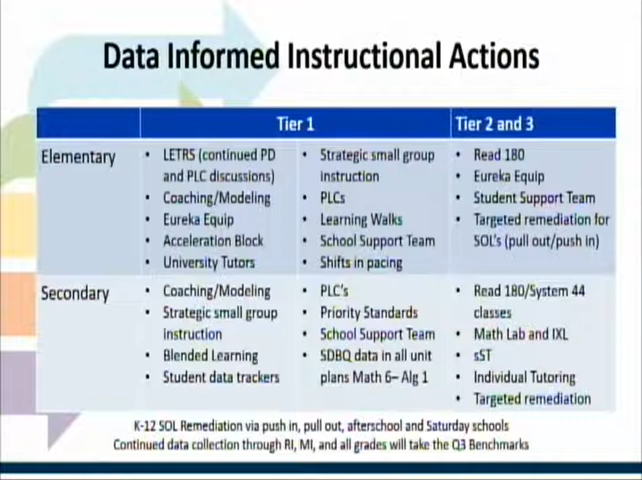 Data Informed Instructional Actions
Tier 1
Tier 2 and 3
Elementary
• LETRS (continued PD
and PLC discussions)
• Coaching/Modeling
• Eureka Equip
• Acceleration Block
• University Tutors
• Strategic small group
instruction
• PLCs
• Learning Walks
• School Support Team
• Shifts in pacing
• Read 180
• Eureka Equip
• Student Support Team
• Targeted remediation for
SOL's (pull out/push in)
Secondary
• Coaching/Modeling
• Strategic small group
instruction
• Blended Learning
• Student data trackers
• PLC's
• Priority Standards
• School Support Team
• SDBQ data in all unit
plans Math 6– Alg 1
• Read 180/System 44
classes
• Math Lab and IXL
• sST
• Individual Tutoring
• Targeted remediation
K-12 SOL Remediation via push in, pull out, afterschool and Saturday schools
Continued data collection through RI, MI, and all grades will take the Q3 Benchmarks